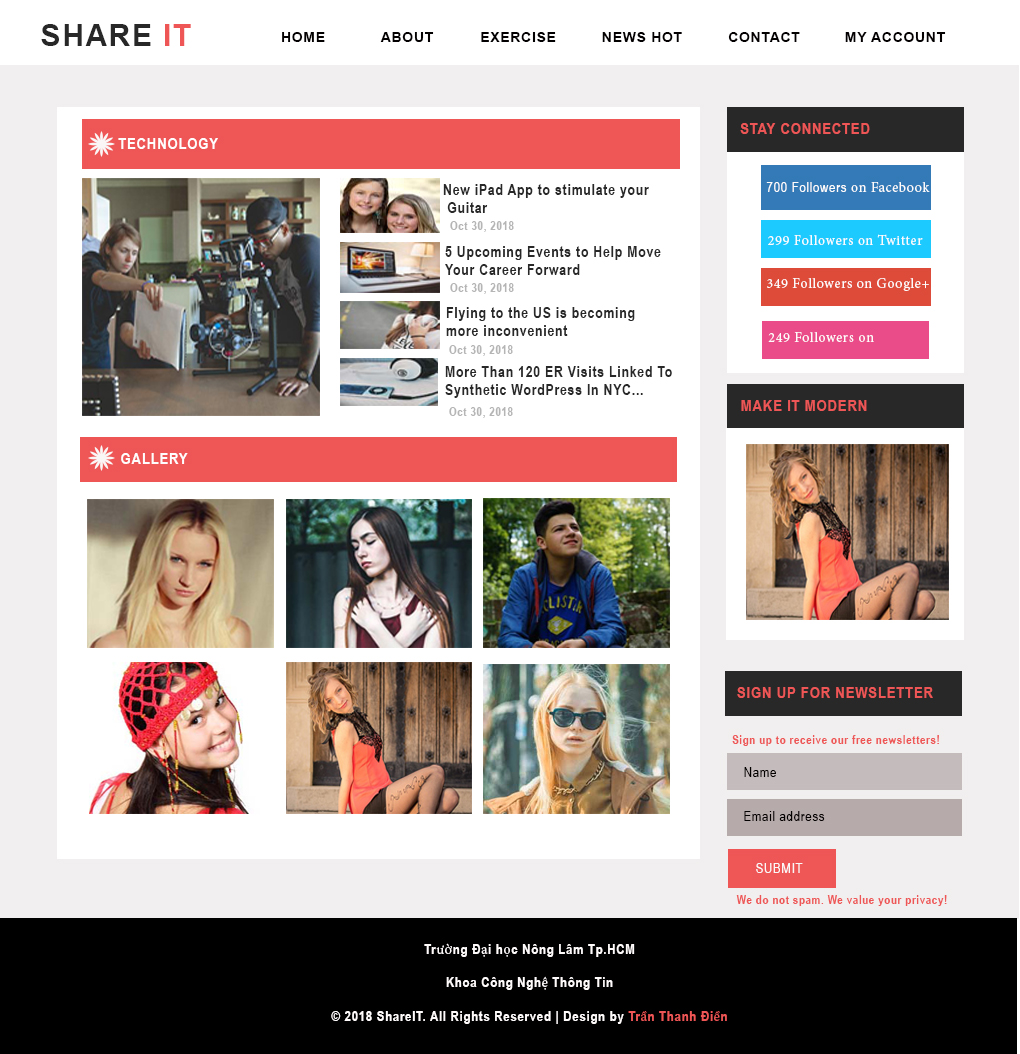 SHARE IT
HOME ABOUT EXERCISE NEWS HOT CONTACT MY ACCOUNT
TECHNOLOGY
New iPad App to stimulate your
Guitar
Oct 30, 2018
5 Upcoming Events to Help Move
Your Career Forward
Oct 30, 2018
Flying to the US is becoming
more inconvenient
Oct 30, 2018
More Than 120 ER Visits Linked To
Synthetic WordPress In NYC...
Oct 30, 2018
GALLERY
CLISTIK
STAY CONNECTED
700 Followers on Facebook
299 Followers on Twitter
349 Followers on Google+
249 Followers on
MAKE IT MODERN
SIGN UP FOR NEWSLETTER
Sign up to receive our free newsletters!
Name
Email address
SUBMIT
We do not spam. We value your privacy!
Trường Đại học Nông Lâm Tp.HCM
Khoa Công Nghệ Thông Tin
© 2018 ShareIT. All Rights Reserved | Design by Trần Thanh Điền